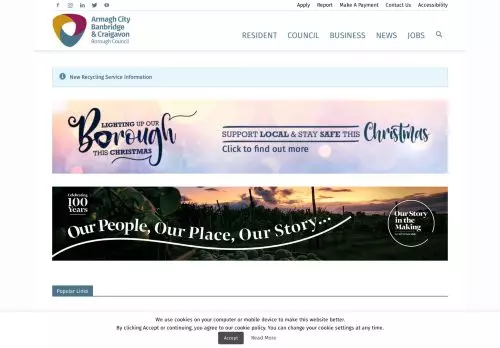 Apply Report Make A Payment Contact Us Accessibility
Armagh City
Banbridge
& Craigavon
Borough Council
RESIDENT COUNCIL BUSINESS NEWS JOBS
New Recycling Service Information
LIGHTING UP OUR
Borough
THIS CHRISTMAS
SUPPORT LOCAL & STAY SAFE THIS
Christmas
Click to find out more
Celebrating
100
Years
Our People, Our Place, Our Story...
Our Story
in the
Making
Popular Links
We use cookies on your computer or mobile device to make this website better.
By clicking Accept or continuing, you agree to our cookie policy. You can change your cookie settings at any time.
Accept Read More